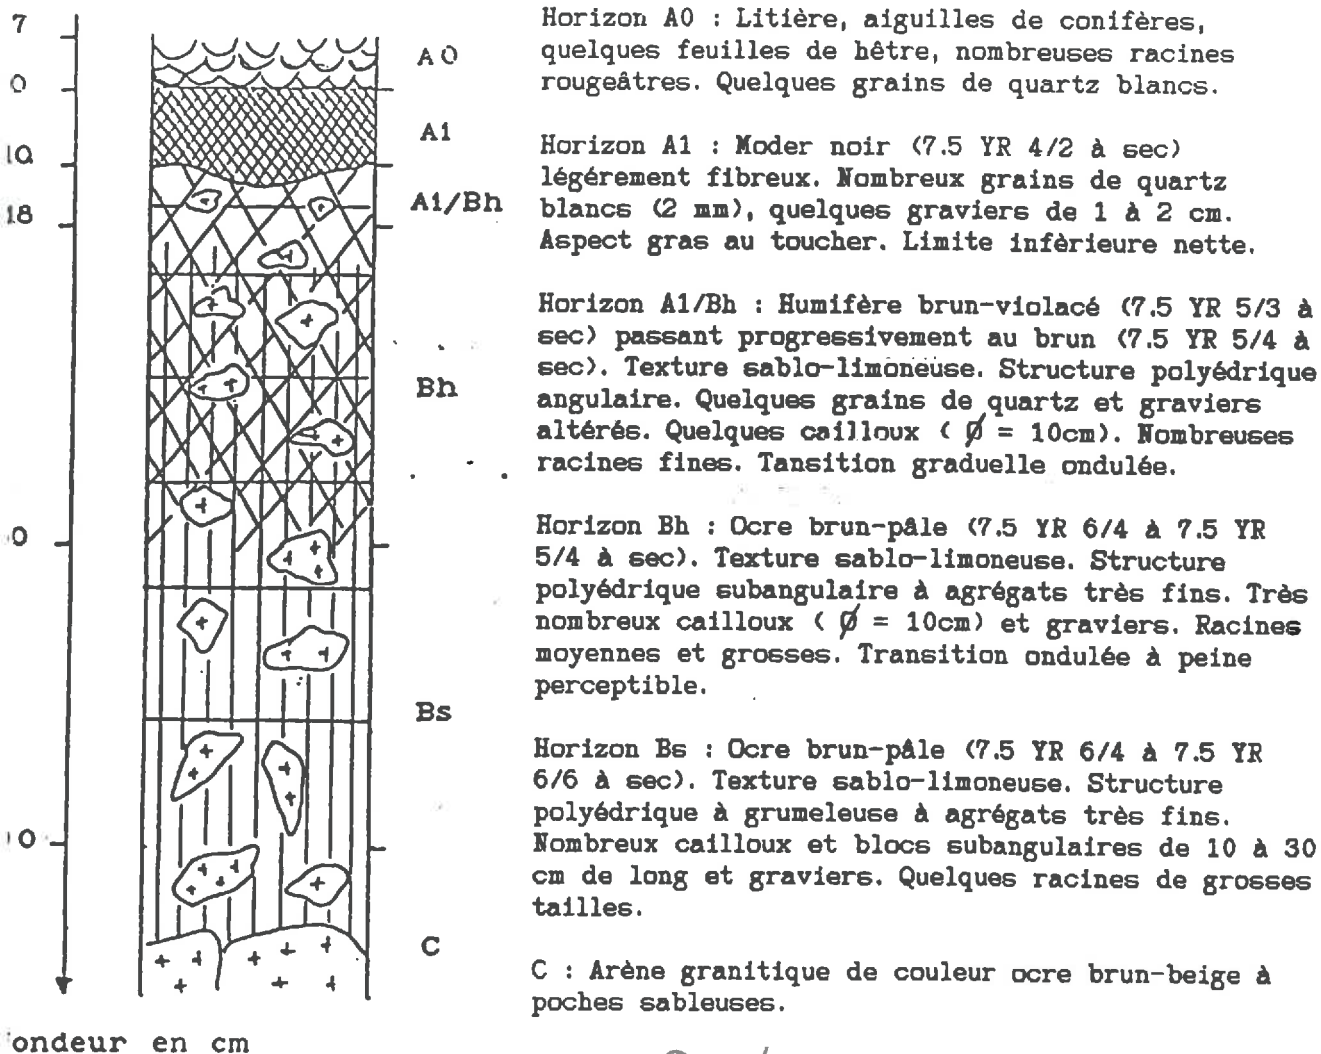 7
A0
0
A1
10
A1/Bh
18
Bh
0
Bs
10
C
ondeur en cm
Horizon A0 : Litière, aiguilles de conifères,
quelques feuilles de hêtre, nombreuses racines
rougeâtres. Quelques grains de quartz blancs.
Horizon A1 : Moder noir (7.5 YR 4/2 à sec)
légérement fibreux. Nombreux grains de quartz
blancs (2 mm), quelques graviers de 1 à 2 cm.
Aspect gras au toucher. Limite infèrieure nette.
Horizon A1/Bh : Humifère brun-violacé (7.5 YR 5/3 à
sec) passant progressivement au brun (7.5 YR 5/4 à
sec). Texture sablo-limoneuse. Structure polyédrique
angulaire. Quelques grains de quartz et graviers
altérés. Quelques cailloux ( Ø = 10cm). Nombreuses
racines fines. Tansition graduelle ondulée.
Horizon Bh : Ocre brun-pâle (7.5 YR 6/4 à 7.5 YR
5/4 à sec). Texture sablo-limoneuse. Structure
polyédrique subangulaire à agrégats très fins. Très
nombreux cailloux ( Ø = 10cm) et graviers. Racines
moyennes et grosses. Transition ondulée à peine
perceptible.
Horizon Bs : Ocre brun-pâle (7.5 YR 6/4 à 7.5 YR
6/6 à sec). Texture sablo-limoneuse. Structure
polyédrique à grumeleuse à agrégats très fins.
Nombreux cailloux et blocs subangulaires de 10 à 30
cm de long et graviers. Quelques racines de grosses
tailles.
C : Arène granitique de couleur ocre brun-beige à
poches sableuses.